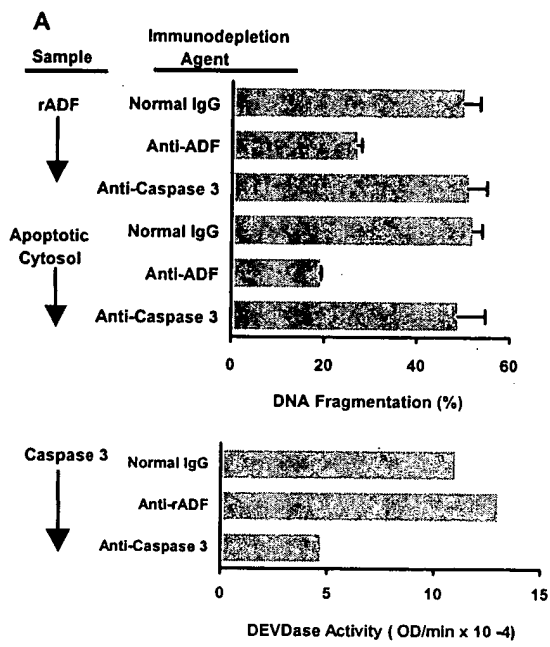 A
Immunodepletion
Sample Agent
rADF
Normal IgG
Anti-ADF
Anti-Caspase 3
Apoptotic
Cytosol
Normal IgG
Anti-ADF
Anti-Caspase 3
0 20 40 60
DNA Fragmentation (%)
Caspase 3
Normal IgG
Anti-rADF
Anti-Caspase 3
0 5 10 15
DEVDase Activity ( OD/min x 10 -4)